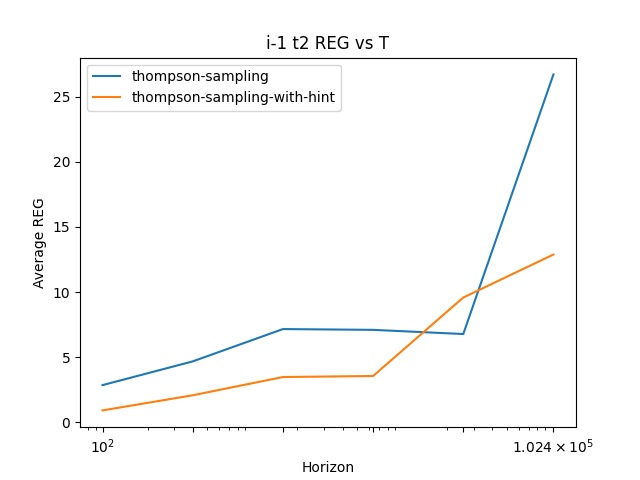 i-1 t2 REG vs T
thompson-sampling
thompson-sampling-with-hint
25
20
15
10
5
0
Average REG
10²
1.024 × 10⁵
Horizon